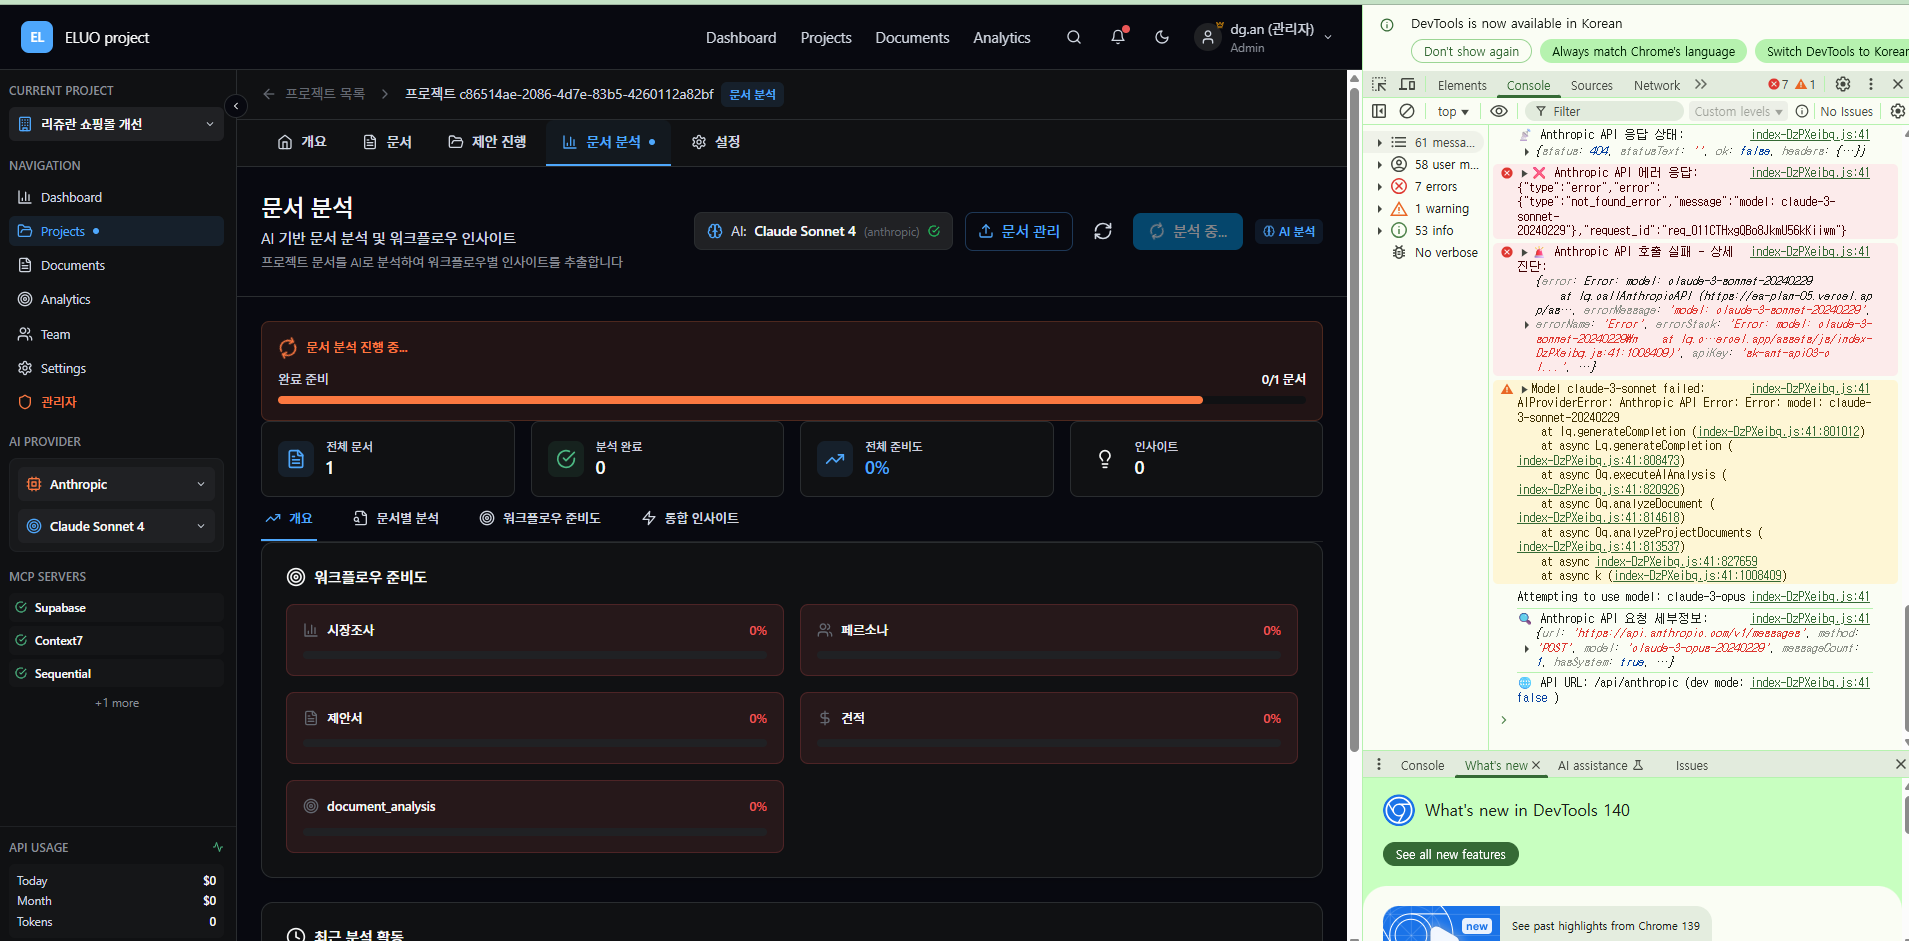 EL
ELUO project
Dashboard
Projects
Documents
Analytics
dg.an (관리자)
Admin
CURRENT PROJECT
리쥬란 쇼핑몰 개선
NAVIGATION
Dashboard
Projects
Documents
Analytics
Team
Settings
관리자
AI PROVIDER
Anthropic
Claude Sonnet 4
MCP SERVERS
Supabase
Context7
Sequential
+1 more
API USAGE
Today $0
Month $0
Tokens 0
프로젝트 목록
프로젝트 c86514ae-2086-4d7e-83b5-4260112a82bf
문서 분석
개요
문서
제안 진행
문서 분석
설정
문서 분석
AI 기반 문서 분석 및 워크플로우 인사이트
프로젝트 문서를 AI로 분석하여 워크플로우별 인사이트를 추출합니다
AI: Claude Sonnet 4 (anthropic)
문서 관리
분석 중...
AI 분석
문서 분석 진행 중...
완료 준비
0/1 문서
전체 문서
1
분석 완료
0
전체 준비도
0%
인사이트
0
개요
문서별 분석
워크플로우 준비도
통합 인사이트
워크플로우 준비도
시장조사 0%
페르소나 0%
제안서 0%
견적 0%
document_analysis 0%
최근 분석 활동
DevTools is now available in Korean
Don't show again
Always match Chrome's language
Switch DevTools to Korean
Elements
Console
Sources
Network
7
1
top
Filter
Custom levels
No Issues
61 messa...
58 user m...
7 errors
1 warning
53 info
No verbose
Anthropic API 응답 상태: index-DzPXeibq.js:41
{status: 404, statusText: '', ok: false, headers: {…}}
Anthropic API 에러 응답: index-DzPXeibq.js:41
{"type":"error","error":
{"type":"not_found_error","message":"model: claude-3-
sonnet-
20240229"},"request_id":"req_011CTHxgQBo8JkmU56kKiiwm"}
Anthropic API 호출 실패 - 상세 index-DzPXeibq.js:41
진단:
{error: Error: model: claude-3-sonnet-20240229
at lq.callAnthropicAPI (https://ea-plan-05.vercel.ap
p/as…, errorMessage: 'model: claude-3-sonnet-20240229',
errorName: 'Error', errorStack: 'Error: model: claude-3-
sonnet-20240229₩n    at lq.c…ercel.app/assets/js/index-
DzPXeibq.js:41:1008409)', apiKey: 'sk-ant-api03-o
l...', …}
Model claude-3-sonnet failed: index-DzPXeibq.js:41
AIProviderError: Anthropic API Error: Error: model: claude-
3-sonnet-20240229
at lq.generateCompletion (index-DzPXeibq.js:41:801012)
at async Lq.generateCompletion (
index-DzPXeibq.js:41:808473)
at async Oq.executeAIAnalysis (
index-DzPXeibq.js:41:820926)
at async Oq.analyzeDocument (
index-DzPXeibq.js:41:814618)
at async Oq.analyzeProjectDocuments (
index-DzPXeibq.js:41:813537)
at async index-DzPXeibq.js:41:827659
at async k (index-DzPXeibq.js:41:1008409)
Attempting to use model: claude-3-opus index-DzPXeibq.js:41
Anthropic API 요청 세부정보: index-DzPXeibq.js:41
{url: 'https://api.anthropic.com/v1/messages', method:
'POST', model: 'claude-3-opus-20240229', messageCount:
1, hasSystem: true, …}
API URL: /api/anthropic (dev mode: index-DzPXeibq.js:41
false )
Console
What's new
AI assistance
Issues
What's new in DevTools 140
See all new features
new
See past highlights from Chrome 139